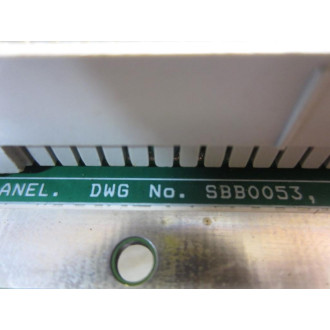 ANEL. DWG No. SBB0053,